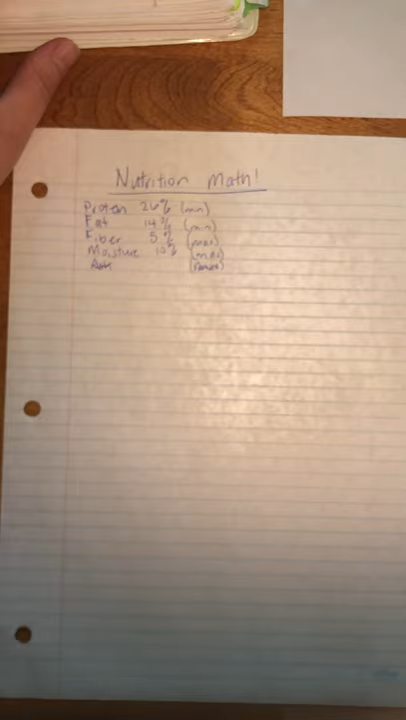 Nutrition Math!
Protein 26% (min)
Fat 14% (min)
Fiber 5% (max)
Moisture 10% (max)